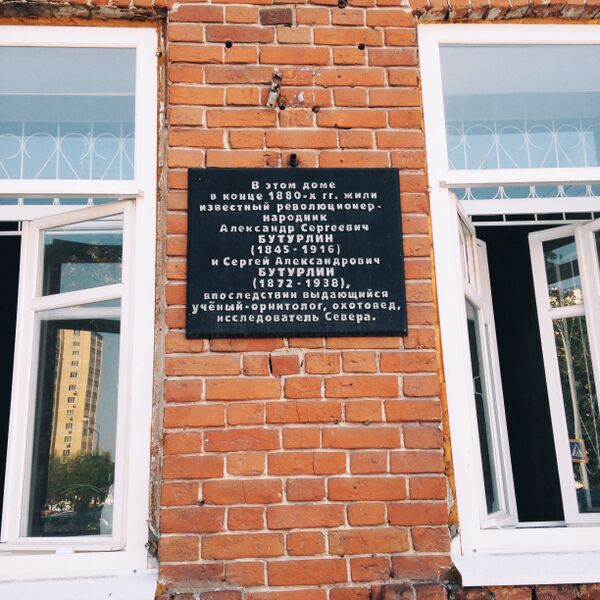 В этом доме
в конце 1880-х гг. жили
известный революционер-
народник
Александр Сергеевич
БУТУРЛИН
(1845-1916)
и Сергей Александрович
БУТУРЛИН
(1872-1938),
впоследствии выдающийся
учёный-орнитолог, охотовед,
исследователь Севера.